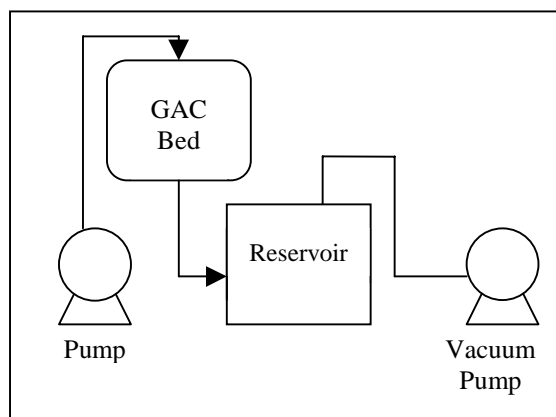 GAC
Bed
Reservoir
Pump
Vacuum
Pump